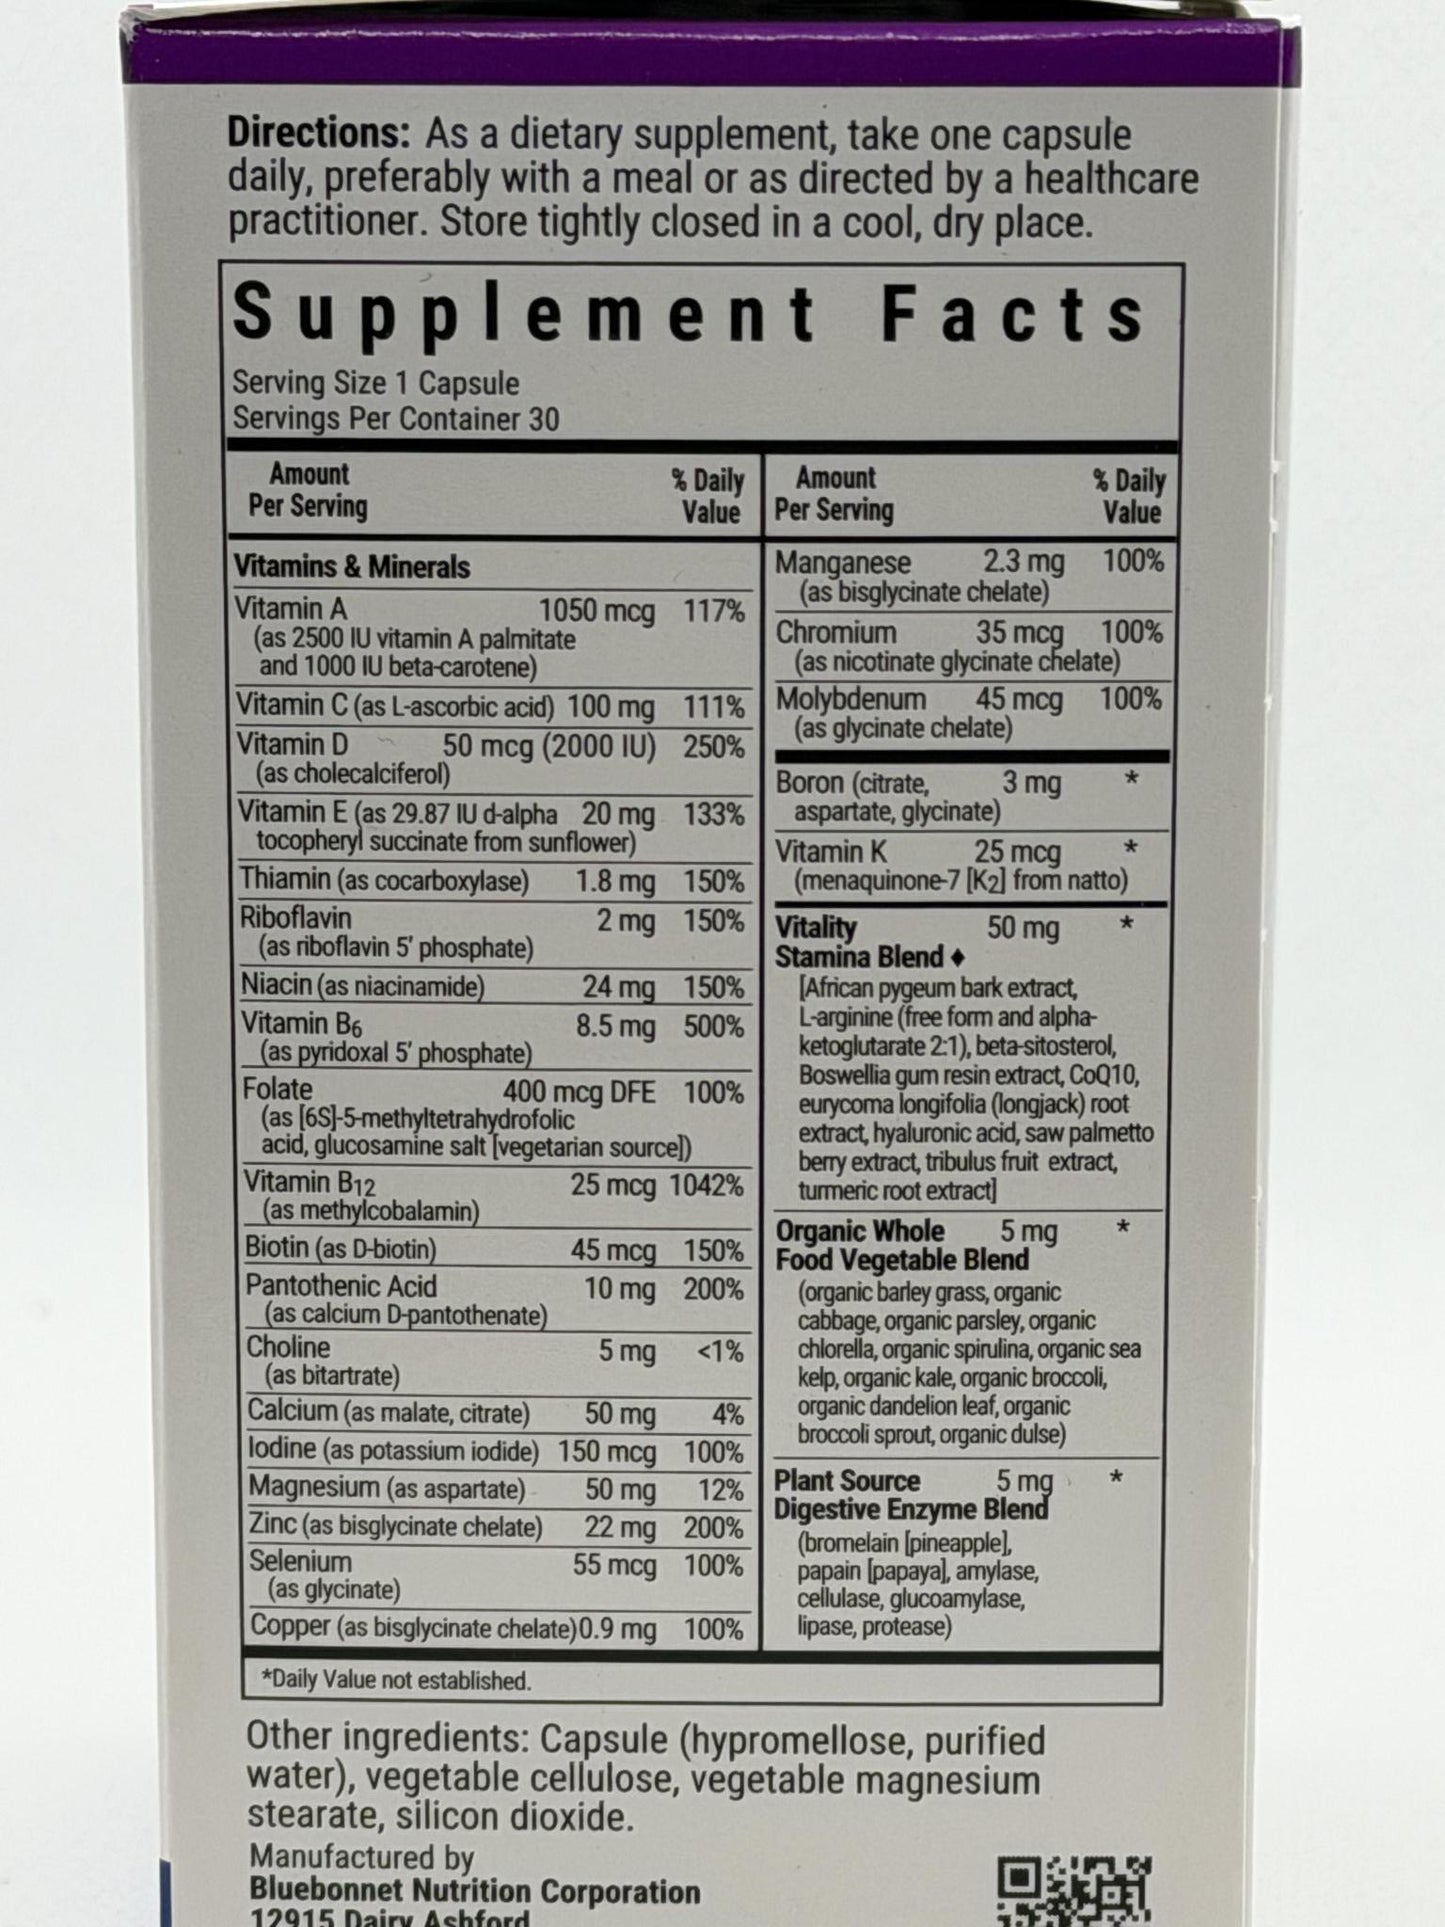 Directions: As a dietary supplement, take one capsule
daily, preferably with a meal or as directed by a healthcare
practitioner. Store tightly closed in a cool, dry place.
Supplement Facts
Serving Size 1 Capsule
Servings Per Container 30
Amount Per Serving % Daily Value
Vitamins & Minerals
Vitamin A 1050 mcg 117%
(as 2500 IU vitamin A palmitate
and 1000 IU beta-carotene)
Vitamin C (as L-ascorbic acid) 100 mg 111%
Vitamin D 50 mcg (2000 IU) 250%
(as cholecalciferol)
Vitamin E (as 29.87 IU d-alpha 20 mg 133%
tocopheryl succinate from sunflower)
Thiamin (as cocarboxylase) 1.8 mg 150%
Riboflavin 2 mg 150%
(as riboflavin 5' phosphate)
Niacin (as niacinamide) 24 mg 150%
Vitamin B6 8.5 mg 500%
(as pyridoxal 5' phosphate)
Folate 400 mcg DFE 100%
(as [6S]-5-methyltetrahydrofolic
acid, glucosamine salt [vegetarian source])
Vitamin B12 25 mcg 1042%
(as methylcobalamin)
Biotin (as D-biotin) 45 mcg 150%
Pantothenic Acid 10 mg 200%
(as calcium D-pantothenate)
Choline 5 mg <1%
(as bitartrate)
Calcium (as malate, citrate) 50 mg 4%
Iodine (as potassium iodide) 150 mcg 100%
Magnesium (as aspartate) 50 mg 12%
Zinc (as bisglycinate chelate) 22 mg 200%
Selenium 55 mcg 100%
(as glycinate)
Copper (as bisglycinate chelate) 0.9 mg 100%
Amount Per Serving % Daily Value
Manganese 2.3 mg 100%
(as bisglycinate chelate)
Chromium 35 mcg 100%
(as nicotinate glycinate chelate)
Molybdenum 45 mcg 100%
(as glycinate chelate)
Boron (citrate, 3 mg *
aspartate, glycinate)
Vitamin K 25 mcg *
(menaquinone-7 [K2] from natto)
Vitality 50 mg *
Stamina Blend ♦
[African pygeum bark extract,
L-arginine (free form and alpha-
ketoglutarate 2:1), beta-sitosterol,
Boswellia gum resin extract, CoQ10,
eurycoma longifolia (longjack) root
extract, hyaluronic acid, saw palmetto
berry extract, tribulus fruit extract,
turmeric root extract]
Organic Whole 5 mg *
Food Vegetable Blend
(organic barley grass, organic
cabbage, organic parsley, organic
chlorella, organic spirulina, organic sea
kelp, organic kale, organic broccoli,
organic dandelion leaf, organic
broccoli sprout, organic dulse)
Plant Source 5 mg *
Digestive Enzyme Blend
(bromelain [pineapple],
papain [papaya], amylase,
cellulase, glucoamylase,
lipase, protease)
*Daily Value not established.
Other ingredients: Capsule (hypromellose, purified
water), vegetable cellulose, vegetable magnesium
stearate, silicon dioxide.
Manufactured by
Bluebonnet Nutrition Corporation
12915 Dairy Ashford